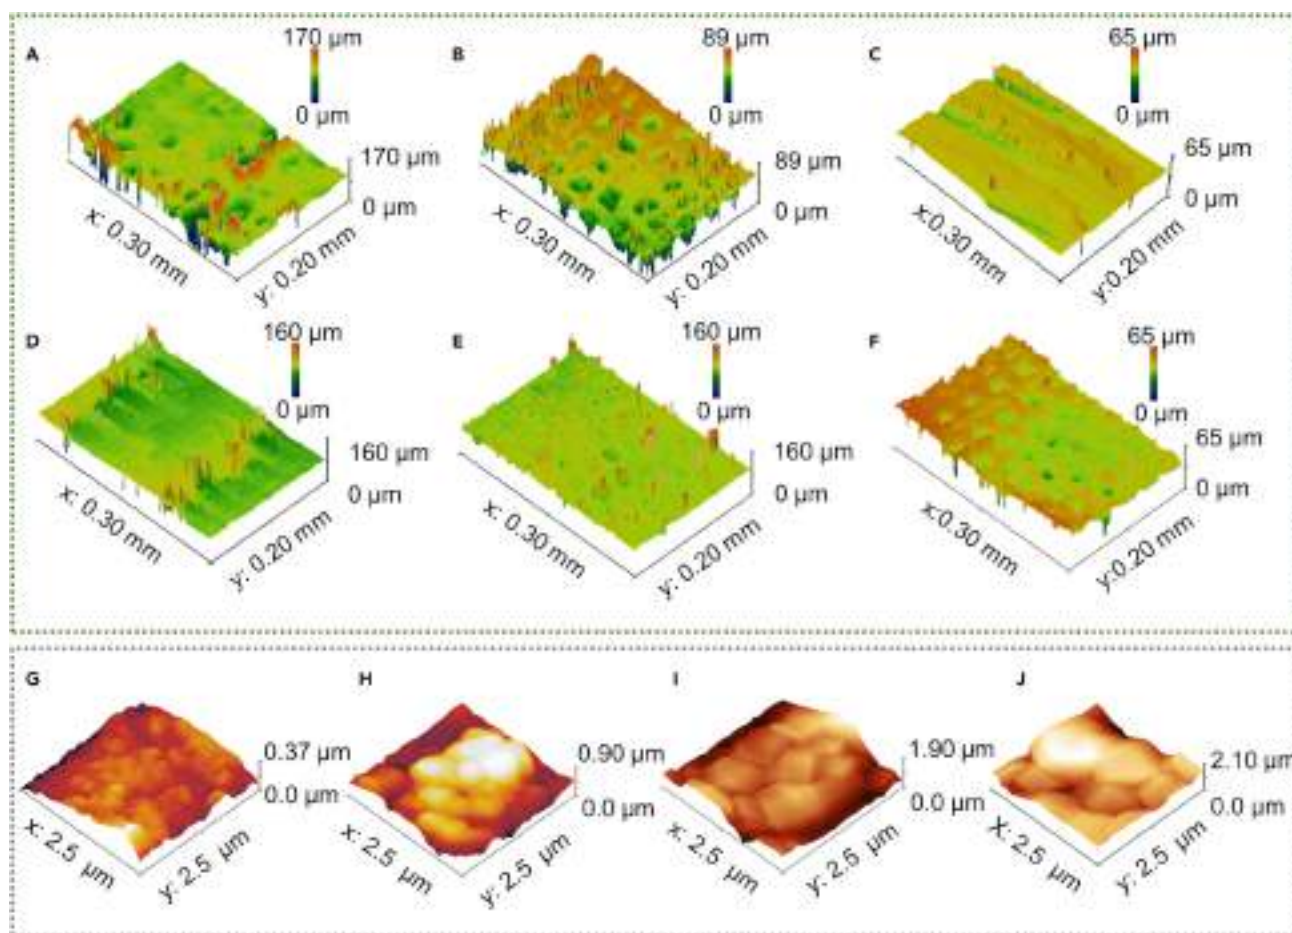 A
170 µm
0 µm
170 µm
0 µm
x: 0.30 mm
y: 0.20 mm
B
89 µm
0 µm
89 µm
0 µm
x: 0.30 mm
y: 0.20 mm
C
65 µm
0 µm
65 µm
0 µm
x:0.30 mm
y:0.20 mm
D
160 µm
0 µm
160 µm
0 µm
x: 0.30 mm
y: 0.20 mm
E
160 µm
0 µm
160 µm
0 µm
x: 0.30 mm
y: 0.20 mm
F
65 µm
0 µm
65 µm
0 µm
x:0.30 mm
y:0.20 mm
G
0.37 µm
0.0 µm
x: 2.5 µm
y: 2.5 µm
H
0.90 µm
0.0 µm
x: 2.5 µm
y: 2.5 µm
I
1.90 µm
0.0 µm
x: 2.5 µm
y: 2.5 µm
J
2.10 µm
0.0 µm
X: 2.5 µm
y: 2.5 µm